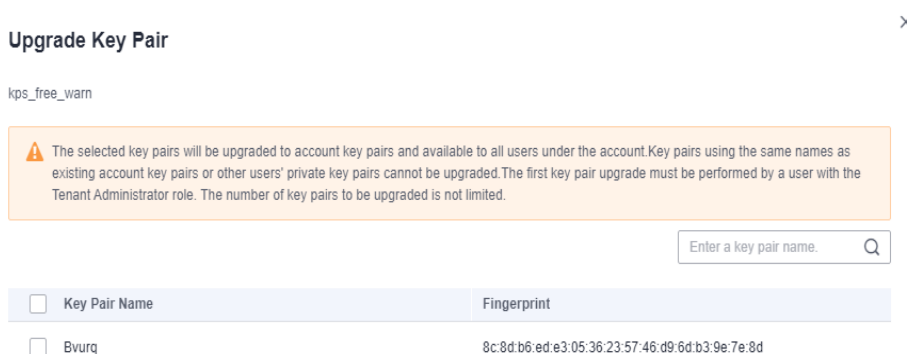 Upgrade Key Pair
kps_free_warn
The selected key pairs will be upgraded to account key pairs and available to all users under the account.Key pairs using the same names as
existing account key pairs or other users' private key pairs cannot be upgraded.The first key pair upgrade must be performed by a user with the
Tenant Administrator role. The number of key pairs to be upgraded is not limited.
Enter a key pair name.
Key Pair Name Fingerprint
Bvurq 8c:8d:b6:ed:e3:05:36:23:57:46:d9:6d:b3:9e:7e:8d